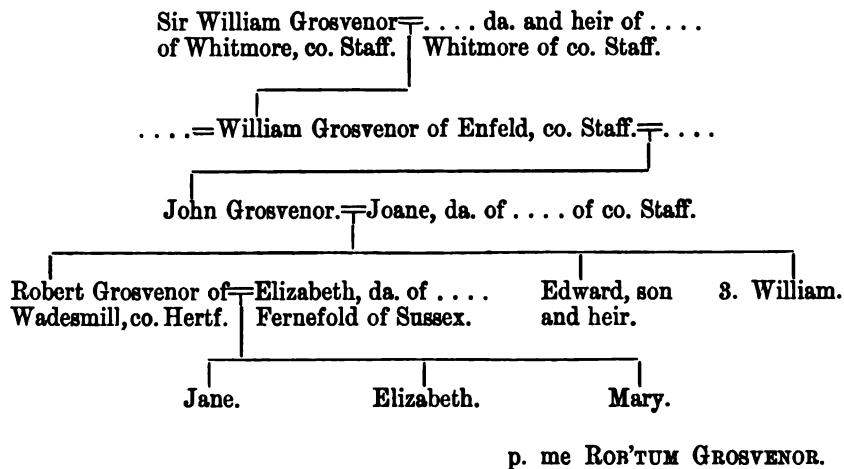 Sir William Grosvenor=. . . . da. and heir of . . . .
of Whitmore, co. Staff. Whitmore of co. Staff.
. . . .=William Grosvenor of Enfeld, co. Staff.=. . . .
John Grosvenor.=Joane, da. of . . . . of co. Staff.
Robert Grosvenor of=Elizabeth, da. of . . . . Edward, son 3. William.
Wadesmill, co. Hertf. Fernefold of Sussex. and heir.
Jane. Elizabeth. Mary.
p. me ROB'TUM GROSVENOR.